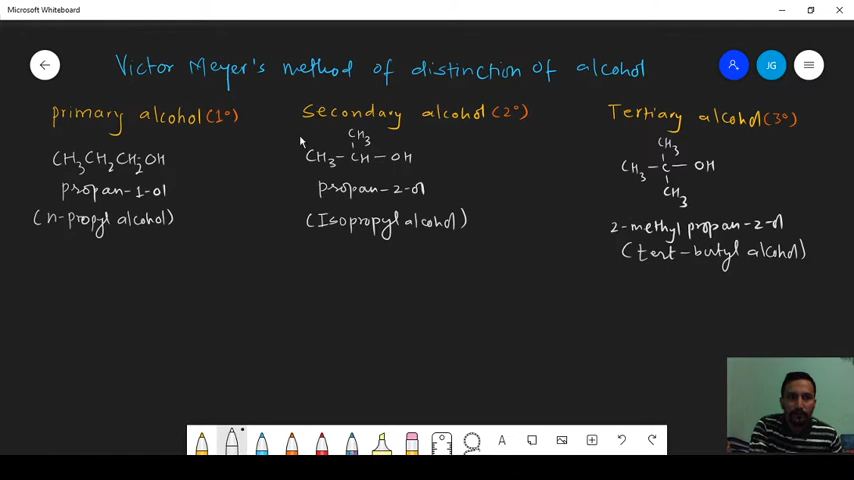 Microsoft Whiteboard
Victor Meyer's method of distinction of alcohol
JG
primary alcohol (1°)
CH3CH2CH2OH
propan-1-ol
(n-propyl alcohol)
Secondary alcohol (2°)
CH3
CH3-CH-OH
propan-2-ol
(Isopropyl alcohol)
Tertiary alcohol (3°)
CH3
CH3-C-OH
CH3
2-methyl propan-2-ol
(tert-butyl alcohol)
A